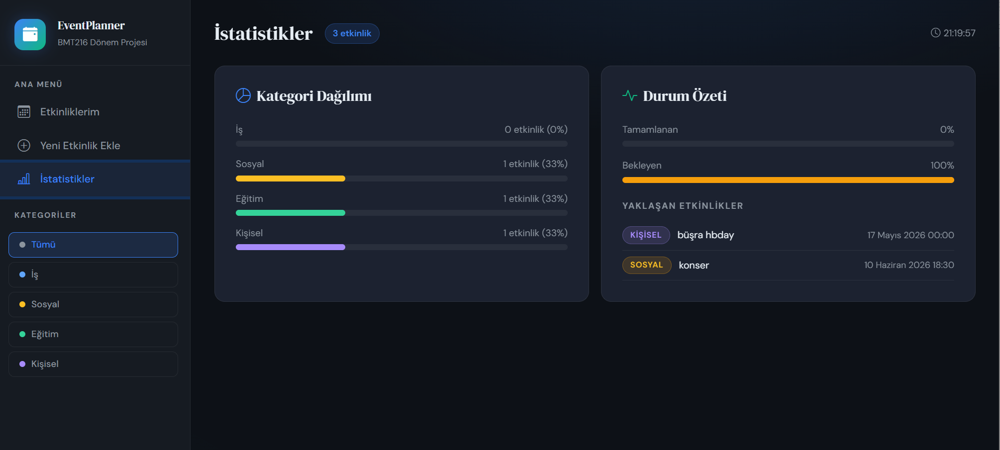 EventPlanner
BMT216 Dönem Projesi
ANA MENÜ
Etkinliklerim
Yeni Etkinlik Ekle
İstatistikler
KATEGORİLER
Tümü
İş
Sosyal
Eğitim
Kişisel
İstatistikler
3 etkinlik
21:19:57
Kategori Dağılımı
İş 0 etkinlik (0%)
Sosyal 1 etkinlik (33%)
Eğitim 1 etkinlik (33%)
Kişisel 1 etkinlik (33%)
Durum Özeti
Tamamlanan 0%
Bekleyen 100%
YAKLAŞAN ETKİNLİKLER
KİŞİSEL büşra hbday 17 Mayıs 2026 00:00
SOSYAL konser 10 Haziran 2026 18:30